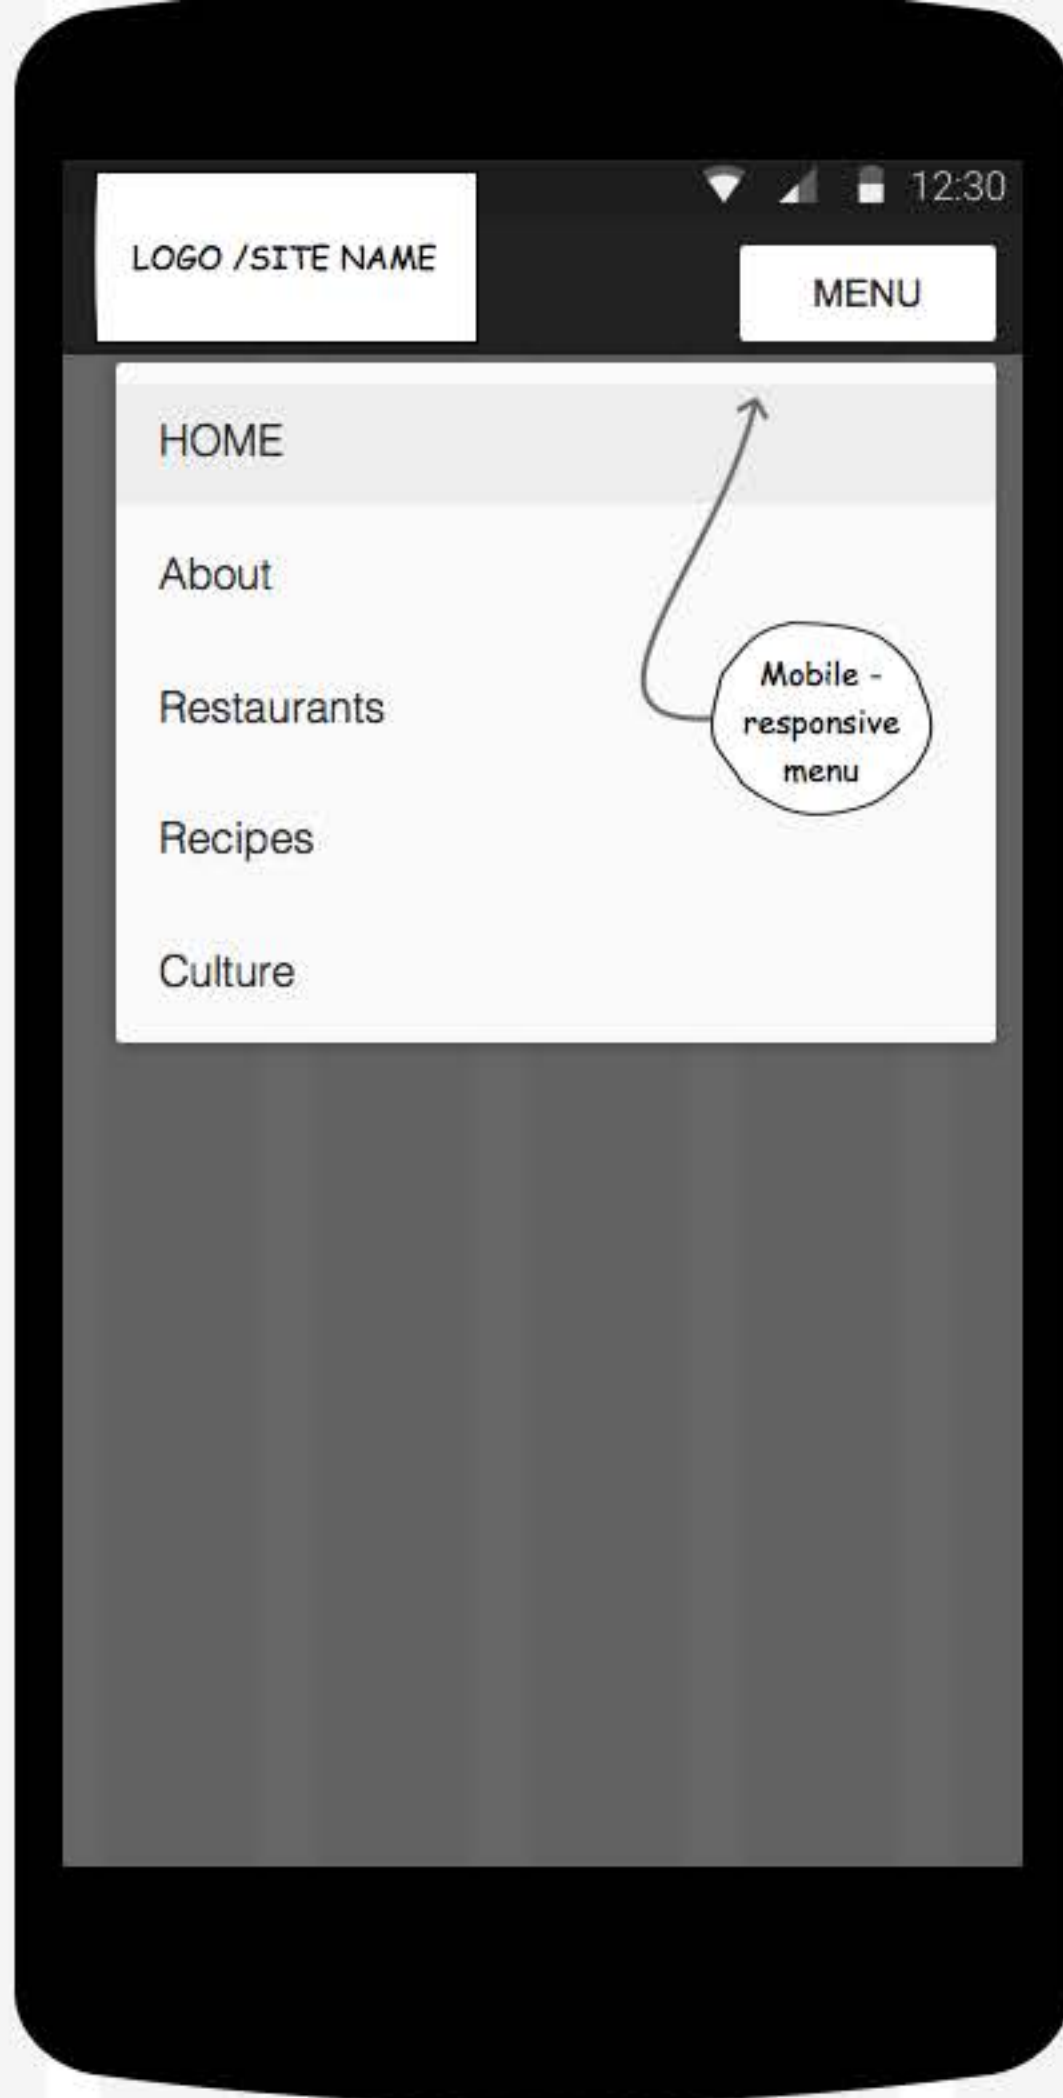 12:30
LOGO /SITE NAME
MENU
HOME
About
Restaurants
Recipes
Culture
Mobile -
responsive
menu